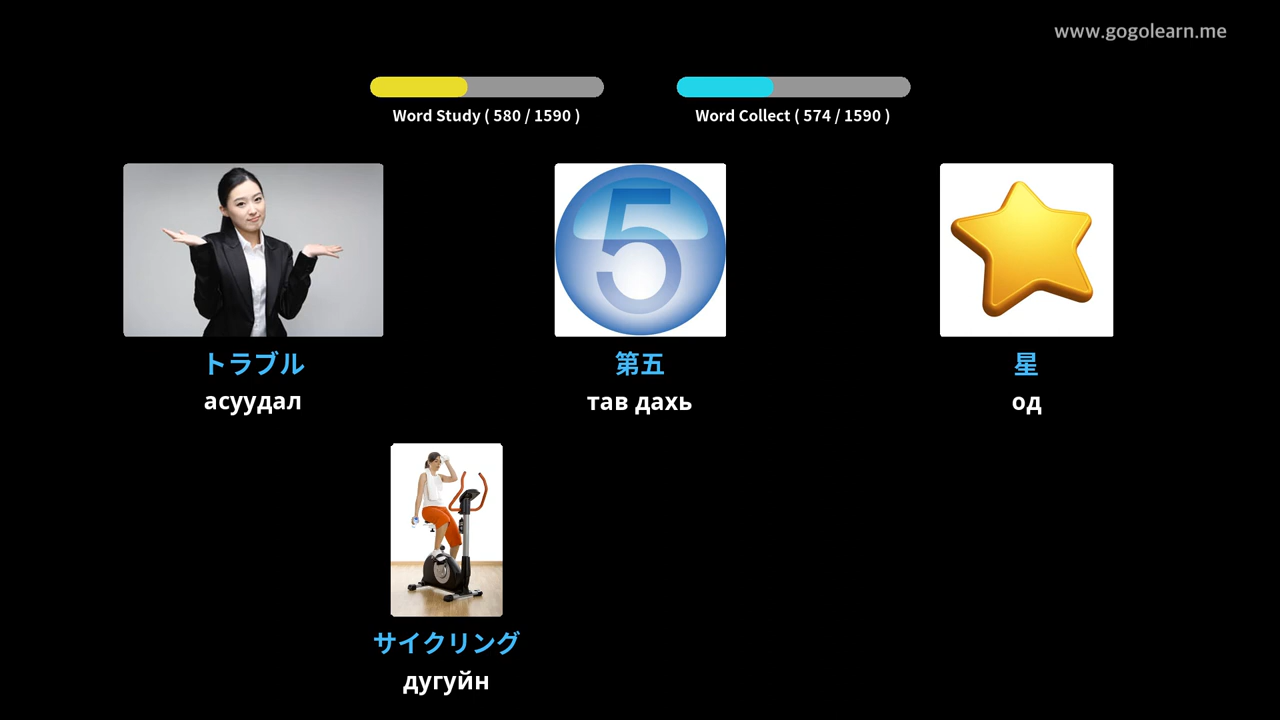 www.gogolearn.me
Word Study ( 580 / 1590 )
Word Collect ( 574 / 1590 )
5
トラブル
асуудал
第五
тав дахь
星
од
サイクリング
дугуйн